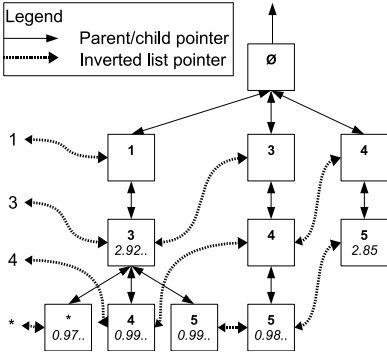 Legend
Parent/child pointer
Inverted list pointer
Ø
1 1 3 4
3 3 4 5
2.92.. 2.85
4
* * 4 5 5
0.97.. 0.99.. 0.99.. 0.98..